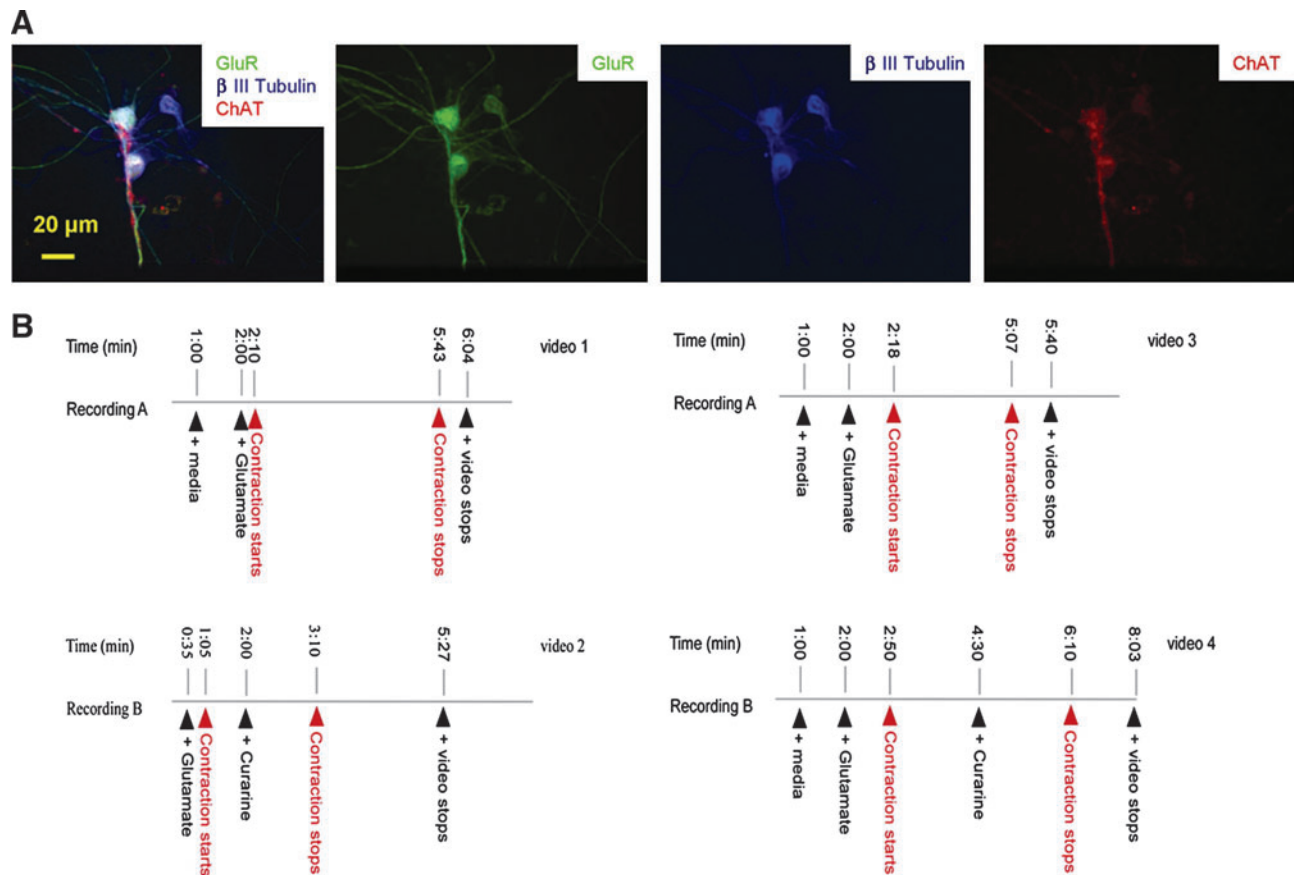 A
GluR
β III Tubulin
ChAT
20 µm
GluR
β III Tubulin
ChAT
B
Time (min)
1:00
2:00
2:10
5:43
6:04
video 1
Recording A
+ media
+ Glutamate
Contraction starts
Contraction stops
+ video stops
Time (min)
1:00
2:00
2:18
5:07
5:40
video 3
Recording A
+ media
+ Glutamate
Contraction starts
Contraction stops
+ video stops
Time (min)
0:35
1:05
2:00
3:10
5:27
video 2
Recording B
+ Glutamate
Contraction starts
+ Curarine
Contraction stops
+ video stops
Time (min)
1:00
2:00
2:50
4:30
6:10
8:03
video 4
Recording B
+ media
+ Glutamate
Contraction starts
+ Curarine
Contraction stops
+ video stops